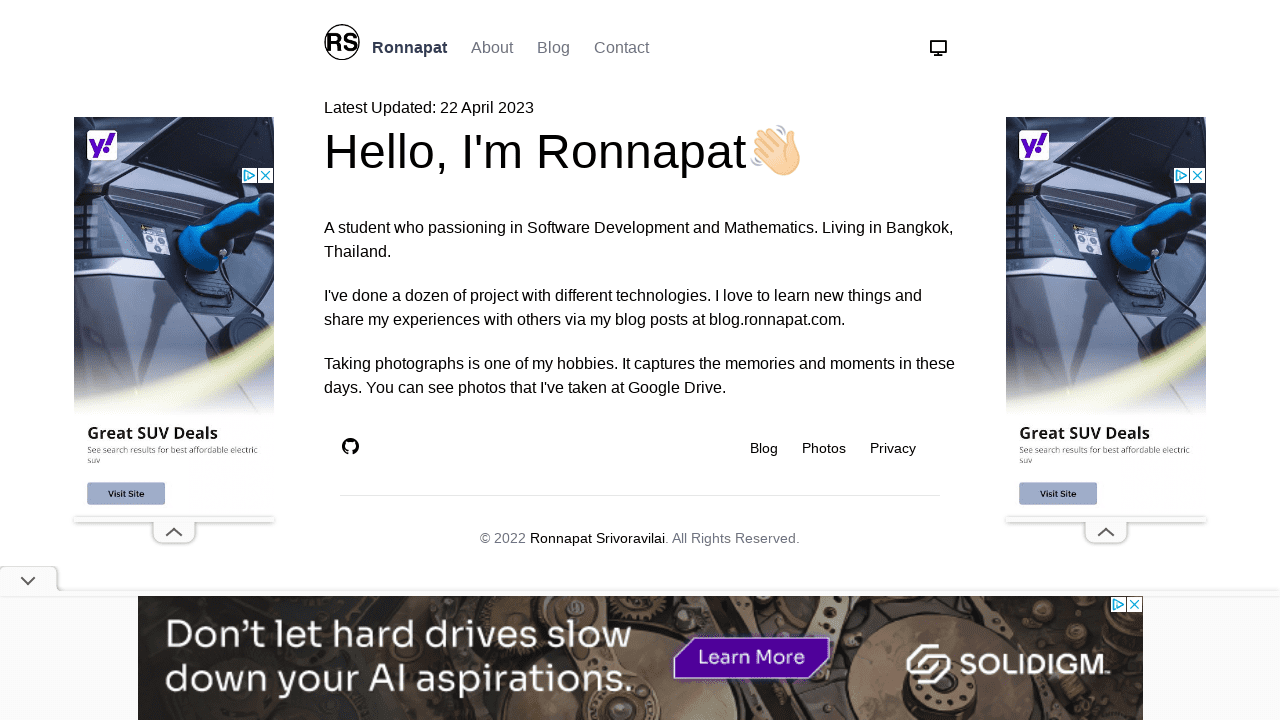 RS Ronnapat About Blog Contact
Latest Updated: 22 April 2023
Hello, I'm Ronnapat👋🏻
A student who passioning in Software Development and Mathematics. Living in Bangkok,
Thailand.
I've done a dozen of project with different technologies. I love to learn new things and
share my experiences with others via my blog posts at blog.ronnapat.com.
Taking photographs is one of my hobbies. It captures the memories and moments in these
days. You can see photos that I've taken at Google Drive.
Blog Photos Privacy
© 2022 Ronnapat Srivoravilai. All Rights Reserved.
y!
Great SUV Deals
See search results for best affordable electric
suv
Visit Site
y!
Great SUV Deals
See search results for best affordable electric
suv
Visit Site
Don't let hard drives slow
down your AI aspirations.
Learn More
SOLIDIGM